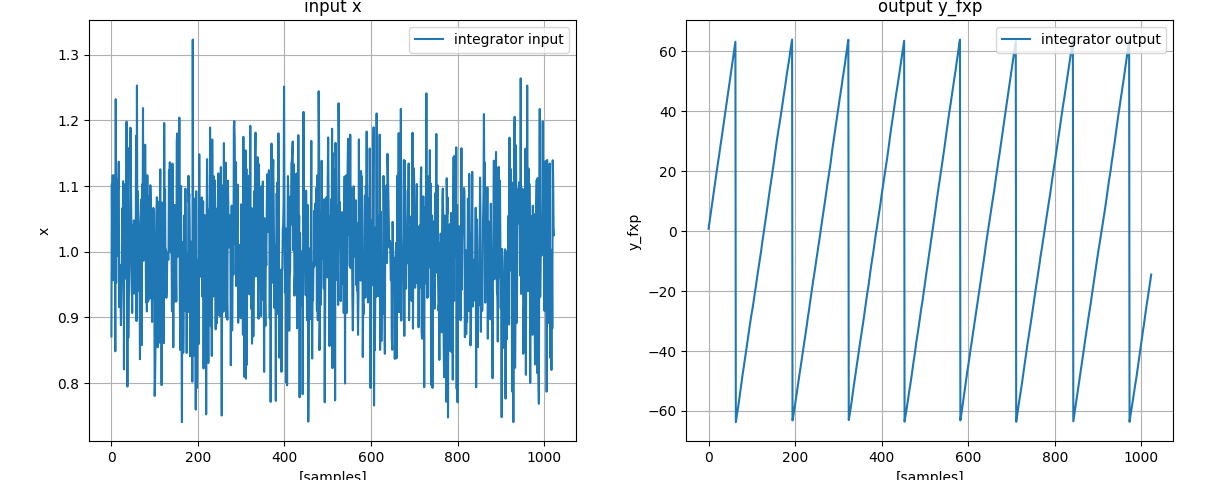 input x
integrator input
1.3
1.2
1.1
1.0
0.9
0.8
x
0 200 400 600 800 1000
[samples]
output y_fxp
integrator output
60
40
20
0
−20
−40
−60
y_fxp
0 200 400 600 800 1000
[samples]